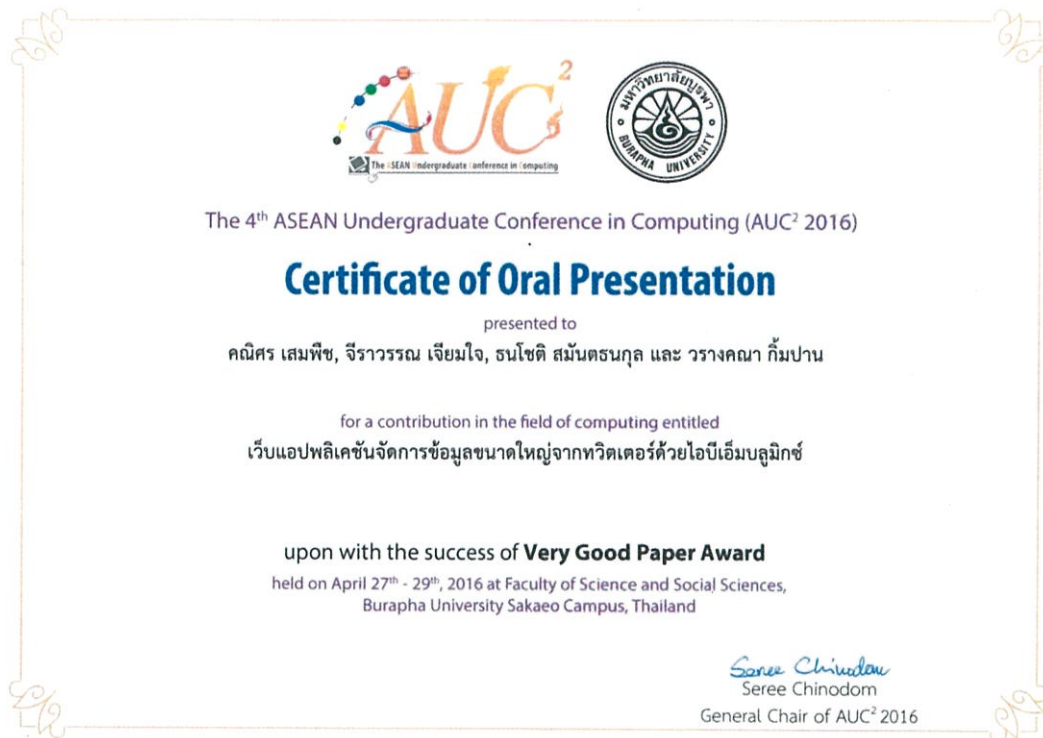 AUC²
The ASEAN Undergraduate Conference in Computing
มหาวิทยาลัยบูรพา
BURAPHA UNIVERSITY
The 4th ASEAN Undergraduate Conference in Computing (AUC² 2016)
Certificate of Oral Presentation
presented to
คณิศร เสมพืช, จีราวรรณ เจียมใจ, ธนโชติ สมันตธนกุล และ วรางคณา กิ้มปาน
for a contribution in the field of computing entitled
เว็บแอปพลิเคชันจัดการข้อมูลขนาดใหญ่จากทวิตเตอร์ด้วยไอบีเอ็มบลูมิกซ์
upon with the success of Very Good Paper Award
held on April 27th - 29th, 2016 at Faculty of Science and Social Sciences,
Burapha University Sakaeo Campus, Thailand
Seree Chinodom
Seree Chinodom
General Chair of AUC² 2016